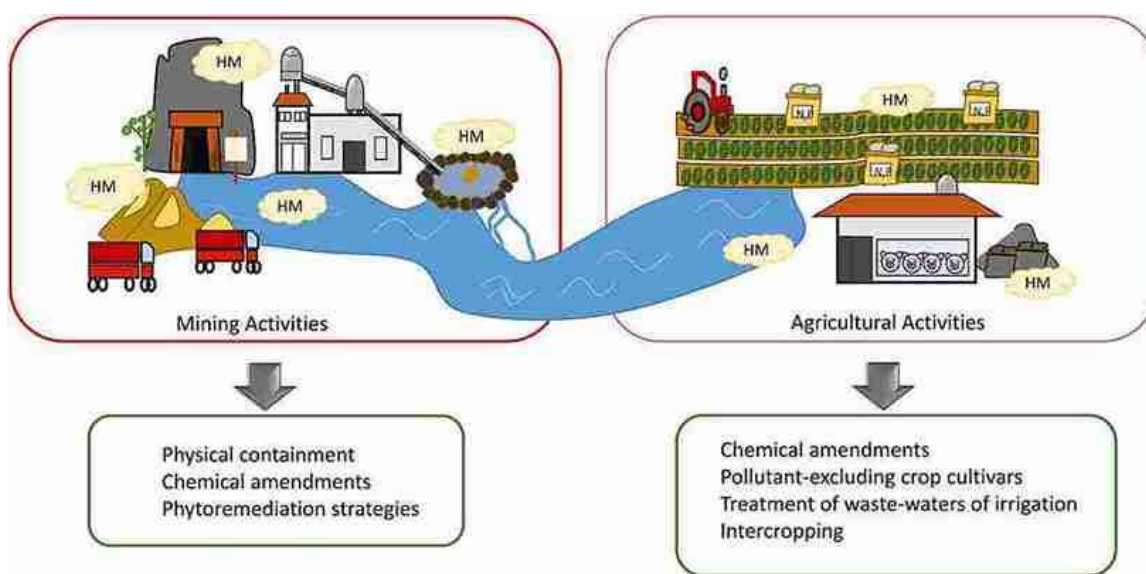 HM
HM
HM
HM
Mining Activities
HM
HM
HM
Agricultural Activities
Physical containment
Chemical amendments
Phytoremediation strategies
Chemical amendments
Pollutant-excluding crop cultivars
Treatment of waste-waters of irrigation
Intercropping